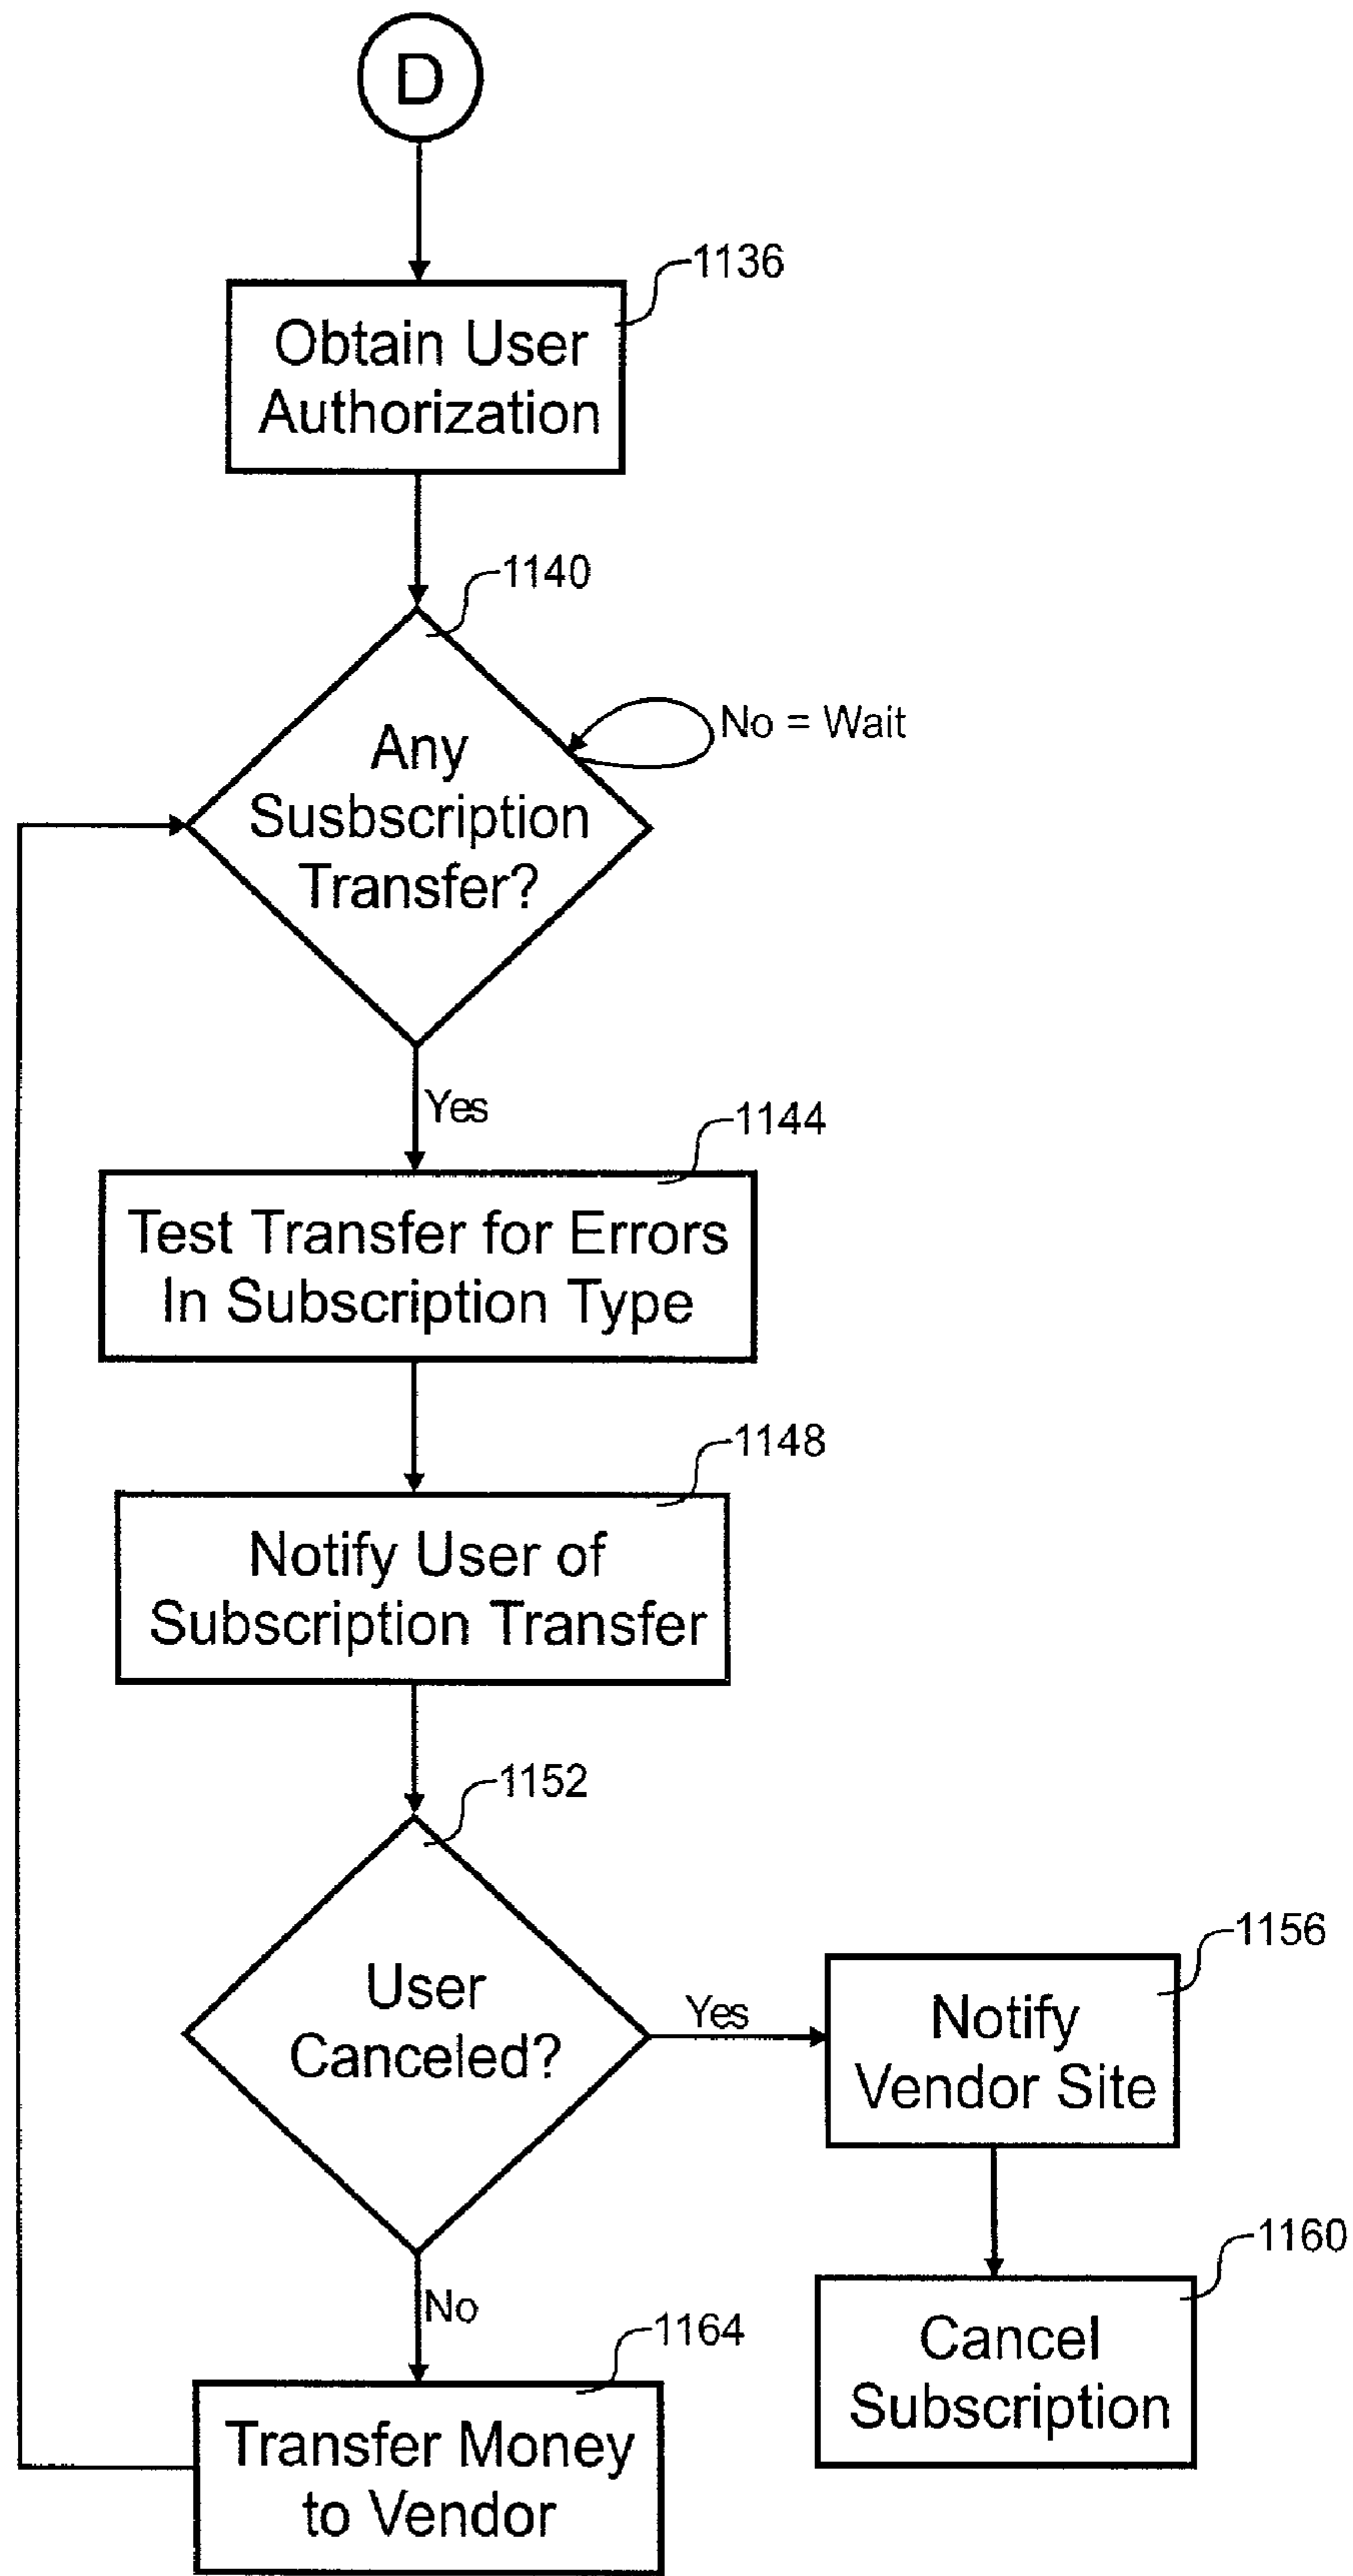 D
1136
Obtain User
Authorization
1140
Any
Susbscription
Transfer?
No = Wait
Yes
1144
Test Transfer for Errors
In Subscription Type
1148
Notify User of
Subscription Transfer
1152
User
Canceled?
Yes
1156
Notify
Vendor Site
1160
Cancel
Subscription
No
1164
Transfer Money
to Vendor